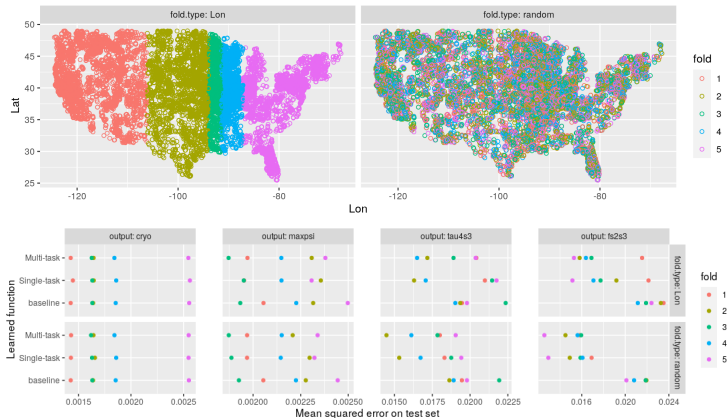 fold.type: Lon
fold.type: random
50
45
40
35
30
25
Lat
-120
-100
-80
-120
-100
-80
Lon
fold
1
2
3
4
5
output: cryo
output: maxpsi
output: tau4s3
output: fs2s3
Multi-task
Single-task
baseline
fold.type: Lon
Multi-task
Single-task
baseline
fold.type: random
Learned function
0.0015
0.0020
0.0025
0.00200
0.00225
0.00250
0.0150
0.0175
0.0200
0.0225
0.016
0.020
0.024
Mean squared error on test set
fold
1
2
3
4
5